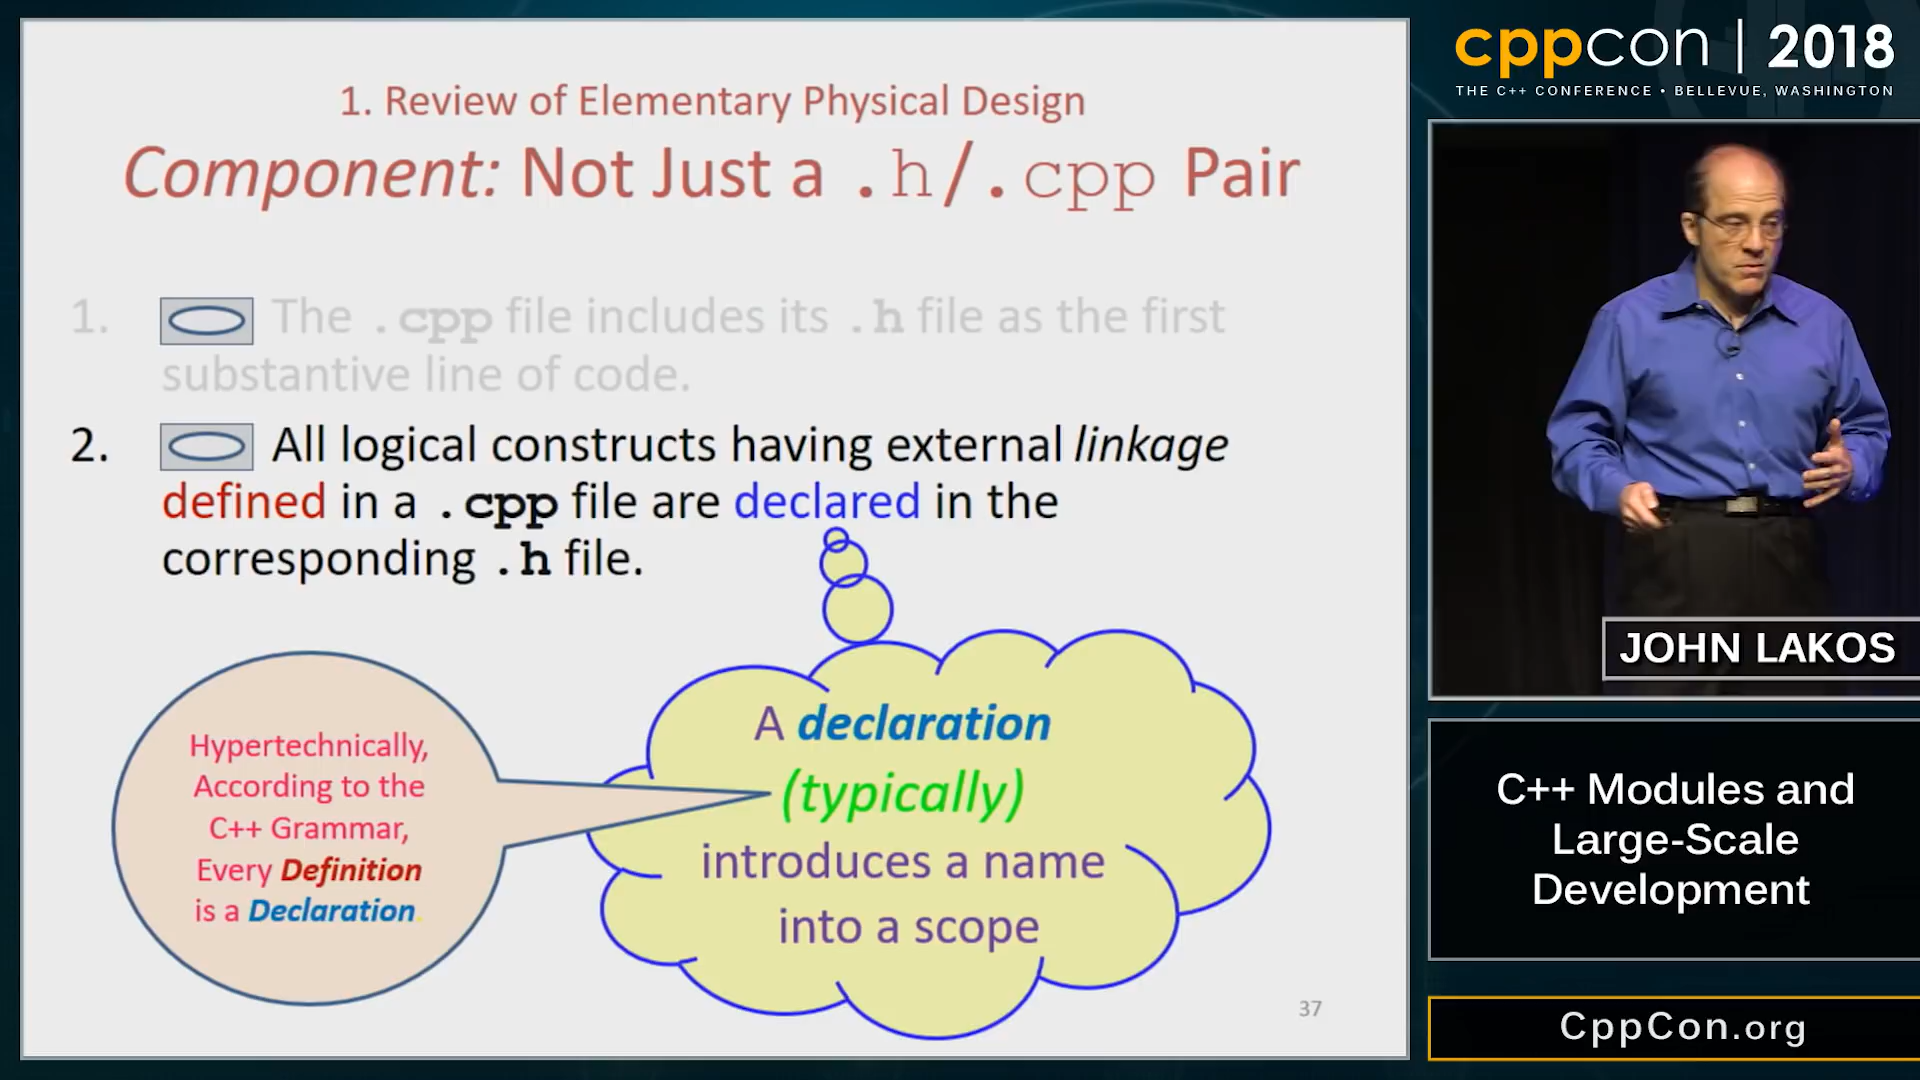 1. Review of Elementary Physical Design
Component: Not Just a .h/.cpp Pair
1. The .cpp file includes its .h file as the first
substantive line of code.
2. All logical constructs having external linkage
defined in a .cpp file are declared in the
corresponding .h file.
Hypertechnically,
According to the
C++ Grammar,
Every Definition
is a Declaration.
A declaration
(typically)
introduces a name
into a scope
37
cppcon | 2018
THE C++ CONFERENCE • BELLEVUE, WASHINGTON
JOHN LAKOS
C++ Modules and
Large-Scale
Development
CppCon.org